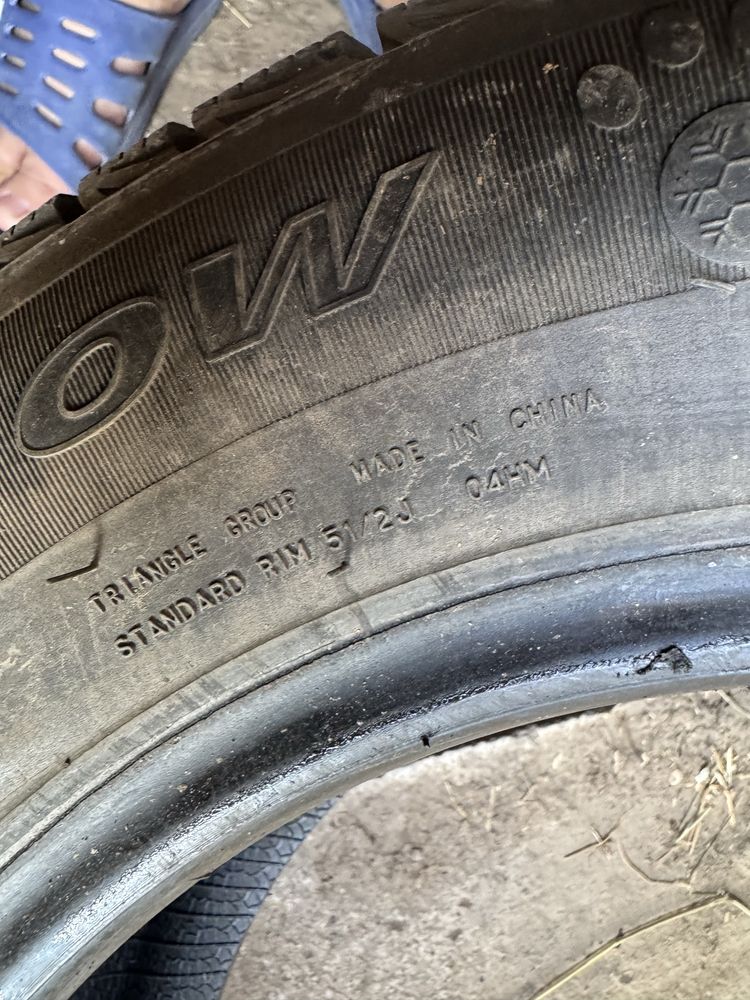 OW
TRIANGLE GROUP MADE IN CHINA
STANDARD RIM 51/2J 04HM